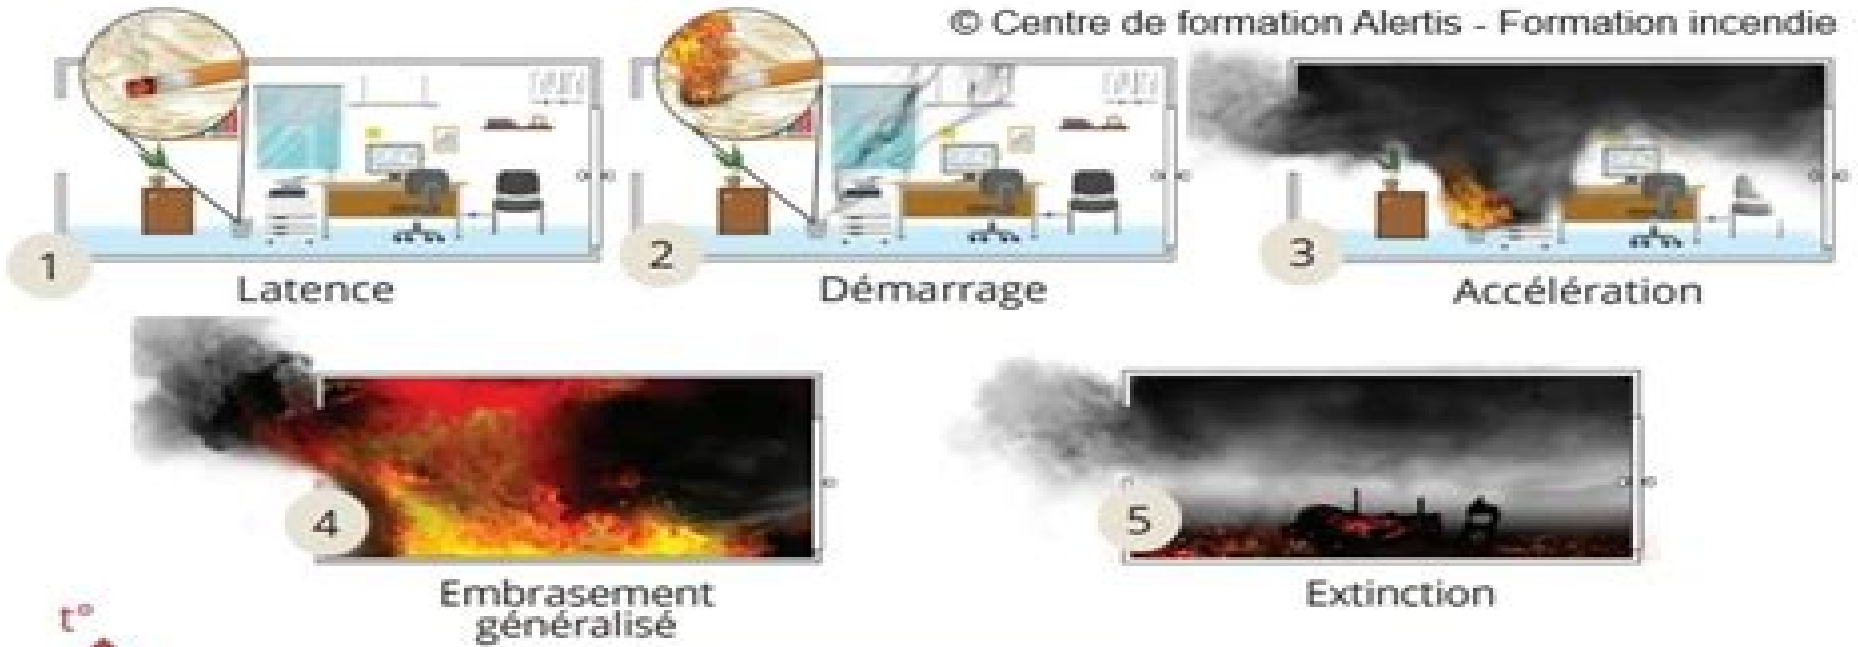 © Centre de formation Alertis - Formation incendie
1
Latence
2
Démarrage
3
Accélération
4
Embrasement
généralisé
5
Extinction
t°